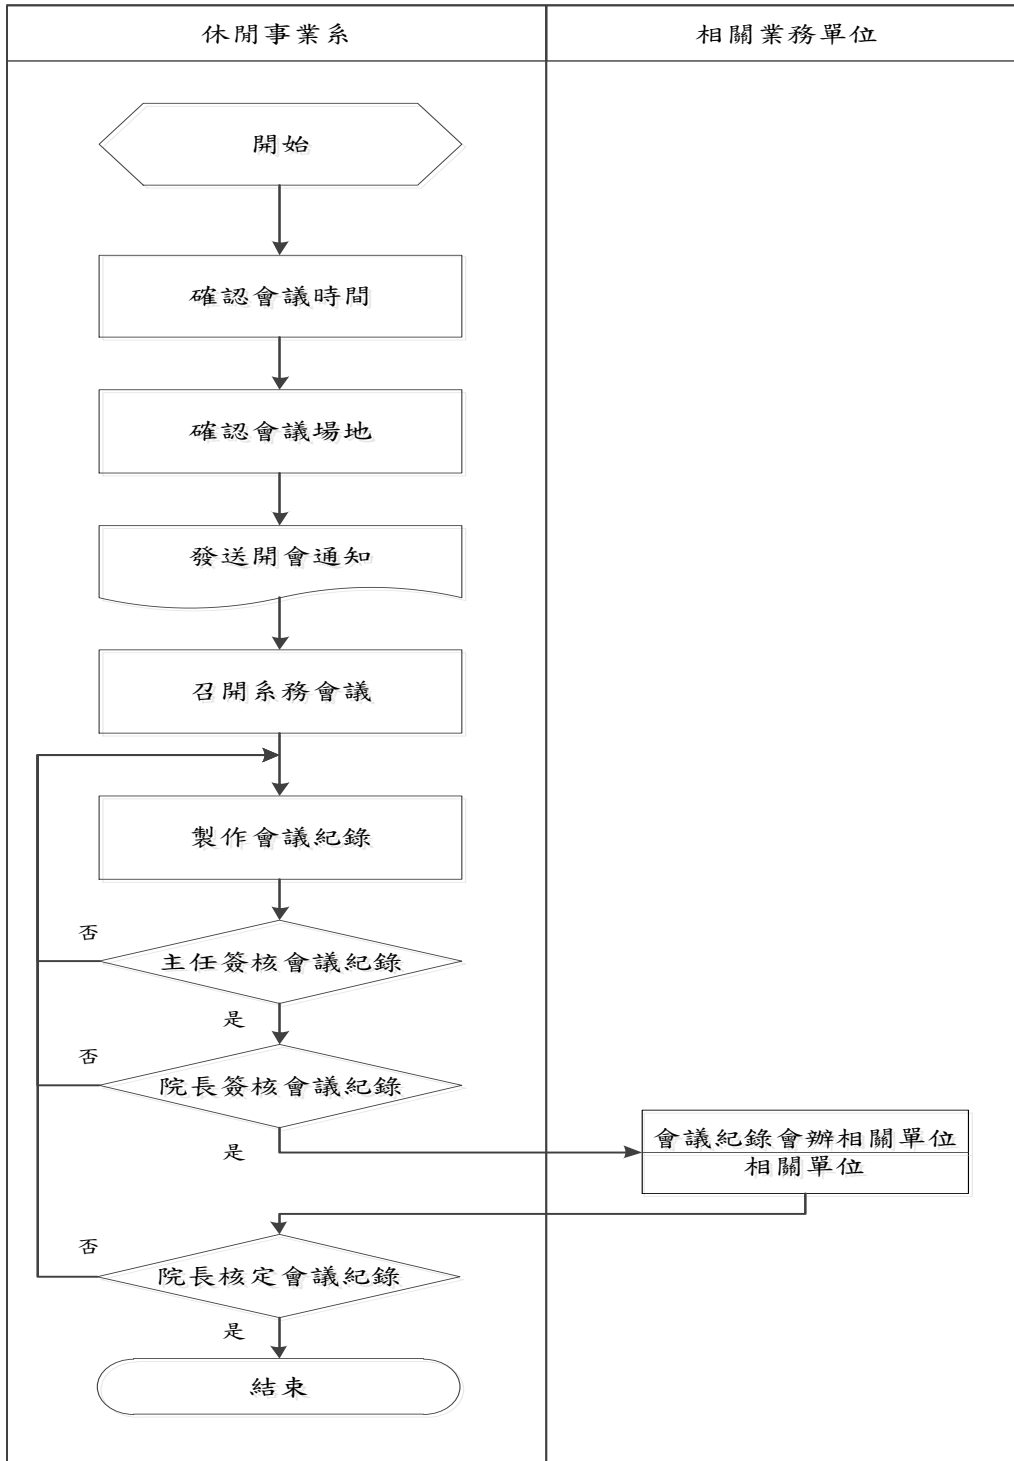 休閒事業系
相關業務單位
開始
確認會議時間
確認會議場地
發送開會通知
召開系務會議
製作會議紀錄
否
主任簽核會議紀錄
是
否
院長簽核會議紀錄
是
會議紀錄會辦相關單位
相關單位
否
院長核定會議紀錄
是
結束